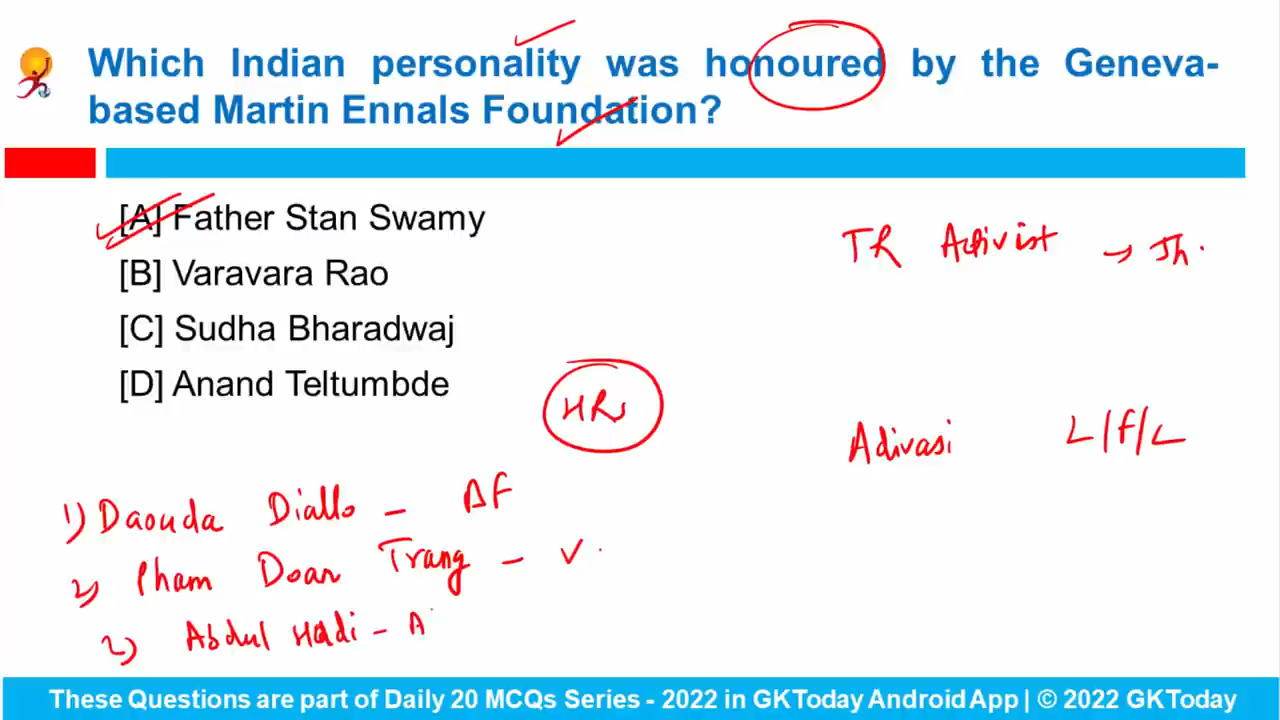 Which Indian personality was honoured by the Geneva-
based Martin Ennals Foundation?
[A] Father Stan Swamy
TR Activist → Jh.
[B] Varavara Rao
[C] Sudha Bharadwaj
[D] Anand Teltumbde
HRs
Adivasi L/F/L
1) Daouda Diallo - AF
2) Pham Doan Trang - V.
2) Abdul Hadi - A
These Questions are part of Daily 20 MCQs Series - 2022 in GKToday Android App | © 2022 GKToday